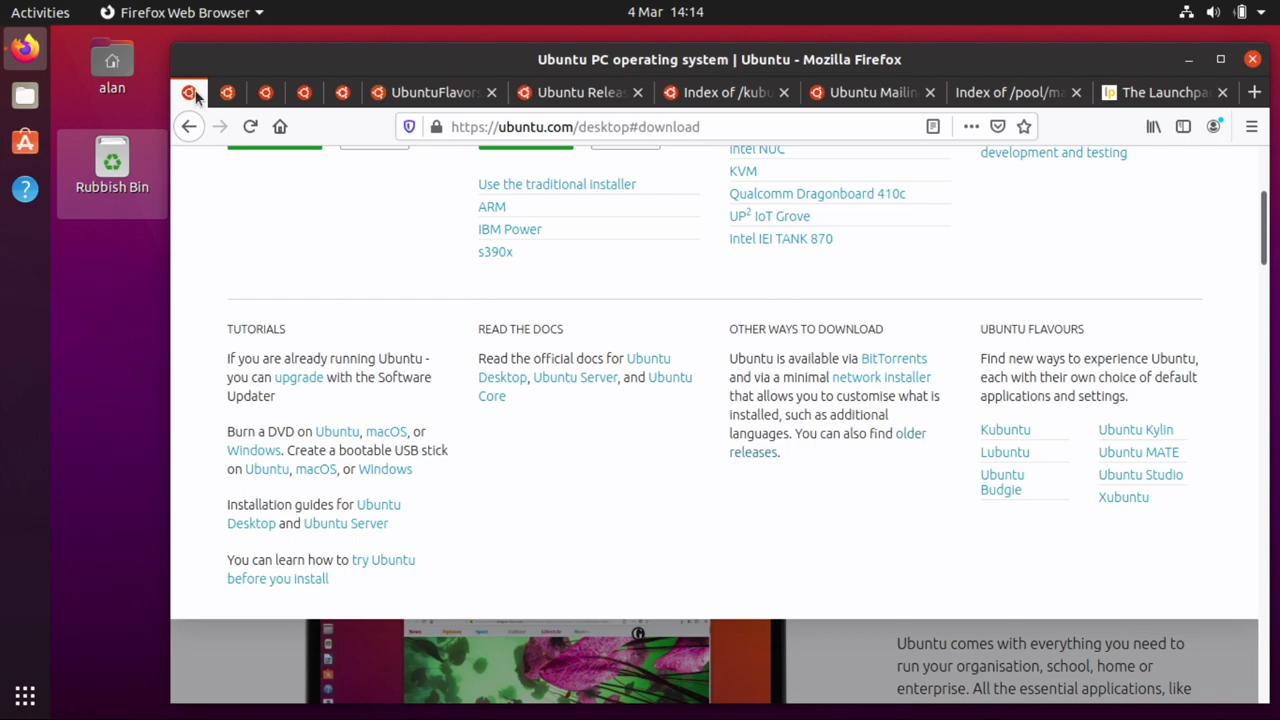 Activities
Firefox Web Browser
4 Mar 14:14
alan
Rubbish Bin
Ubuntu PC operating system | Ubuntu - Mozilla Firefox
UbuntuFlavors
Ubuntu Relea
Index of /kubu
Ubuntu Mailin
Index of /pool/ma
The Launchpa
https://ubuntu.com/desktop#download
Use the traditional installer
ARM
IBM Power
s390x
Intel NUC
KVM
Qualcomm Dragonboard 410c
UP² IoT Grove
Intel IEI TANK 870
development and testing
TUTORIALS
If you are already running Ubuntu -
you can upgrade with the Software
Updater
Burn a DVD on Ubuntu, macOS, or
Windows. Create a bootable USB stick
on Ubuntu, macOS, or Windows
Installation guides for Ubuntu
Desktop and Ubuntu Server
You can learn how to try Ubuntu
before you install
READ THE DOCS
Read the official docs for Ubuntu
Desktop, Ubuntu Server, and Ubuntu
Core
OTHER WAYS TO DOWNLOAD
Ubuntu is available via BitTorrents
and via a minimal network installer
that allows you to customise what is
installed, such as additional
languages. You can also find older
releases.
UBUNTU FLAVOURS
Find new ways to experience Ubuntu,
each with their own choice of default
applications and settings.
Kubuntu
Lubuntu
Ubuntu
Budgie
Ubuntu Kylin
Ubuntu MATE
Ubuntu Studio
Xubuntu
Ubuntu comes with everything you need to
run your organisation, school, home or
enterprise. All the essential applications, like